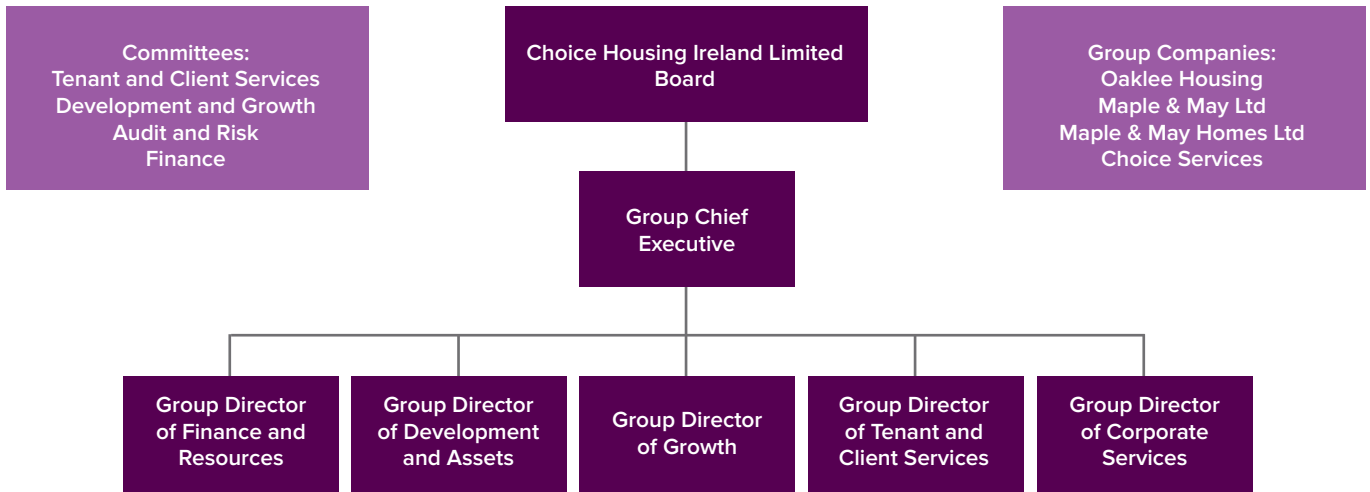 Committees:
Tenant and Client Services
Development and Growth
Audit and Risk
Finance
Choice Housing Ireland Limited
Board
Group Companies:
Oaklee Housing
Maple & May Ltd
Maple & May Homes Ltd
Choice Services
Group Chief
Executive
Group Director
of Finance and
Resources
Group Director
of Development
and Assets
Group Director
of Growth
Group Director
of Tenant and
Client Services
Group Director
of Corporate
Services